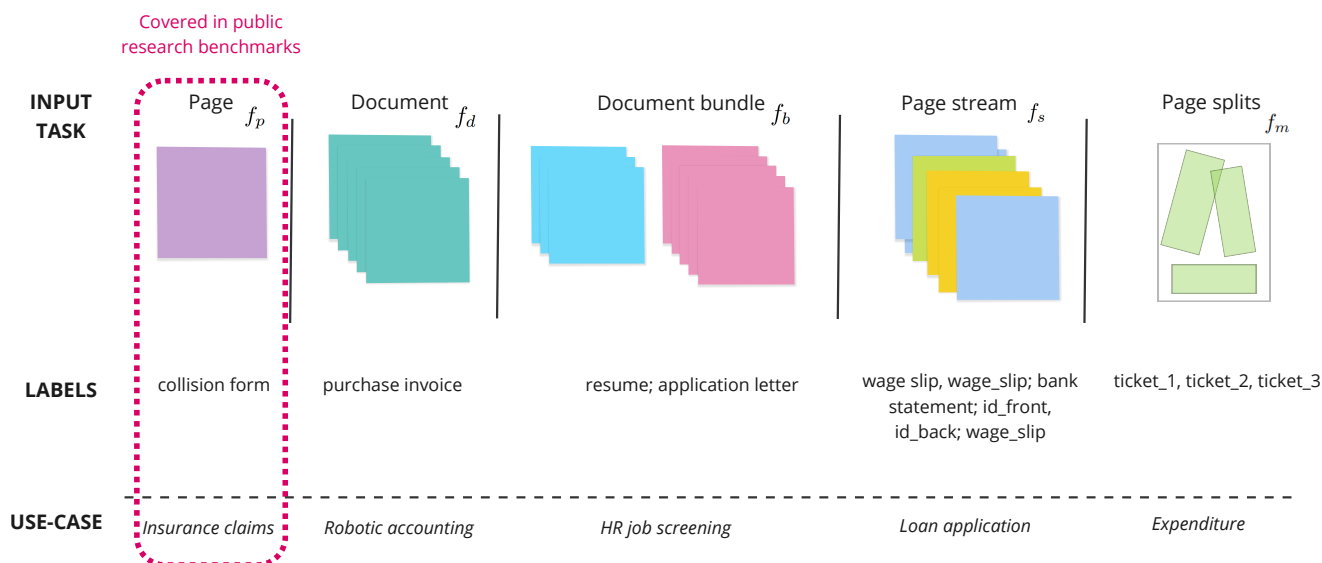 Covered in public
research benchmarks
INPUT
TASK
Page f_p
Document f_d
Document bundle f_b
Page stream f_s
Page splits f_m
LABELS
collision form
purchase invoice
resume; application letter
wage slip, wage_slip; bank
statement; id_front,
id_back; wage_slip
ticket_1, ticket_2, ticket_3
USE-CASE
Insurance claims
Robotic accounting
HR job screening
Loan application
Expenditure